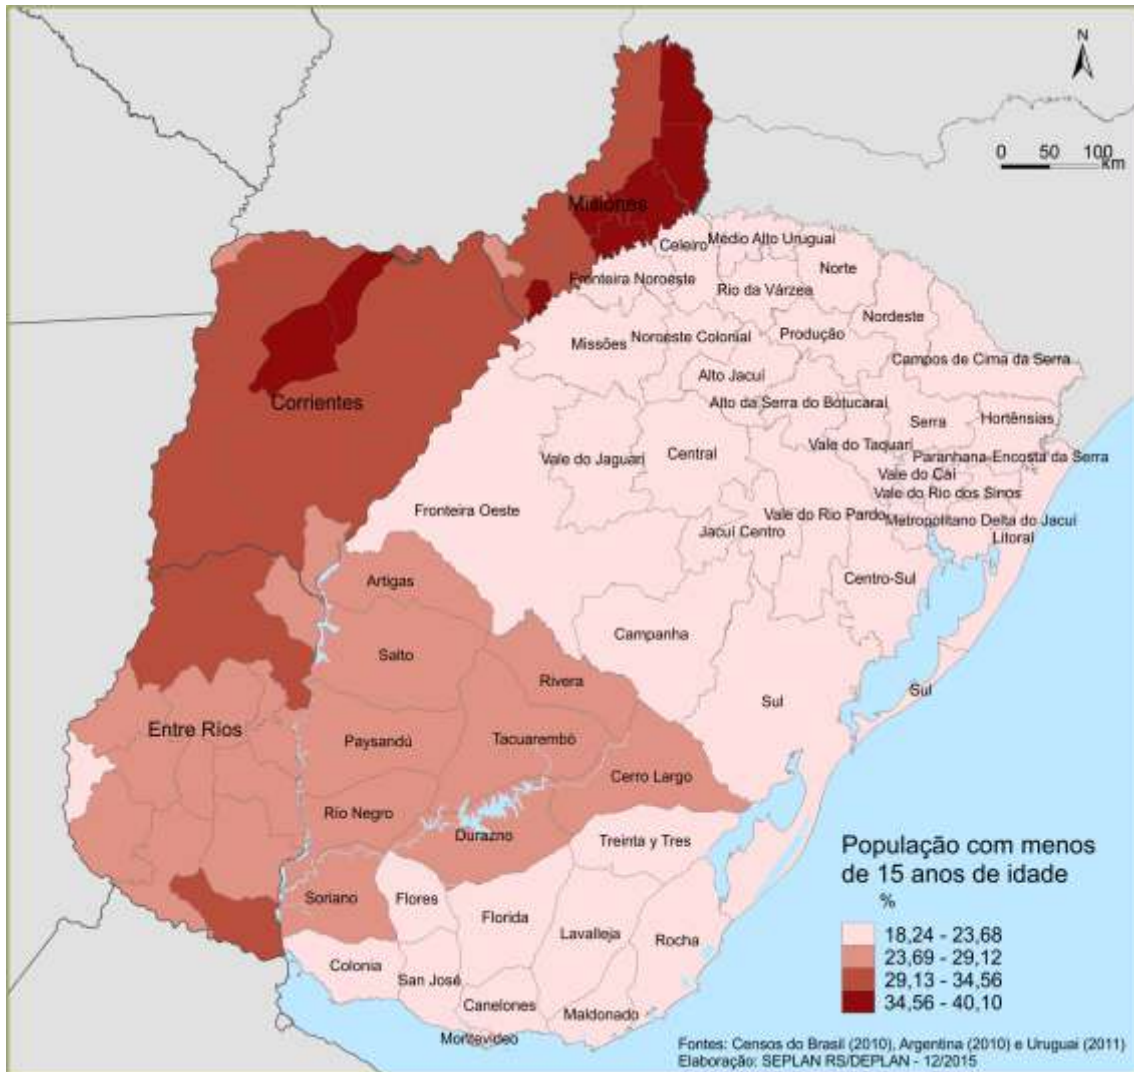 N
0 50 100
km
Misiones
Celeiro
Médio Alto Uruguai
Fronteira Noroeste
Norte
Rio da Várzea
Nordeste
Missões
Noroeste Colonial
Produção
Campos de Cima da Serra
Alto Jacuí
Corrientes
Alto da Serra do Botucaraí
Serra
Hortênsias
Vale do Jaguari
Central
Vale do Taquari
Paranhana-Encosta da Serra
Vale do Caí
Vale do Rio dos Sinos
Fronteira Oeste
Jacuí Centro
Vale do Rio Pardo
Metropolitano Delta do Jacuí
Litoral
Artigas
Centro-Sul
Campanha
Salto
Rivera
Sul
Sul
Entre Ríos
Paysandú
Tacuarembó
Cerro Largo
Río Negro
Durazno
Treinta y Tres
Soriano
Flores
Florida
Lavalleja
Rocha
Colonia
San José
Canelones
Maldonado
Montevideo
População com menos
de 15 anos de idade
%
18,24 - 23,68
23,69 - 29,12
29,13 - 34,56
34,56 - 40,10
Fontes: Censos do Brasil (2010), Argentina (2010) e Uruguai (2011)
Elaboração: SEPLAN RS/DEPLAN - 12/2015